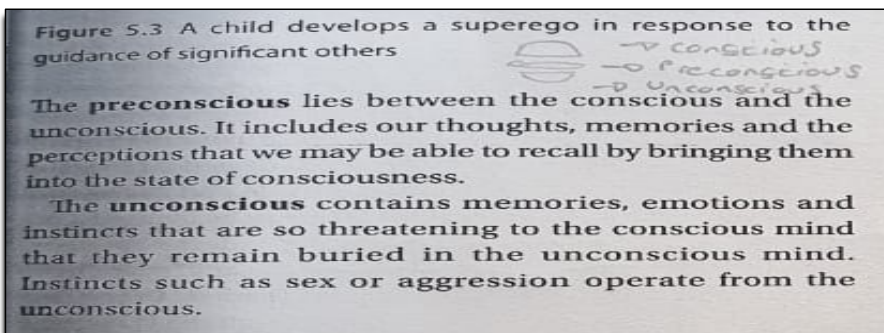 Figure 5.3 A child develops a superego in response to the
guidance of significant others
→ conscious
→ Preconscious
→ Unconscious
The preconscious lies between the conscious and the
unconscious. It includes our thoughts, memories and the
perceptions that we may be able to recall by bringing them
into the state of consciousness.
The unconscious contains memories, emotions and
instincts that are so threatening to the conscious mind
that they remain buried in the unconscious mind.
Instincts such as sex or aggression operate from the
unconscious.